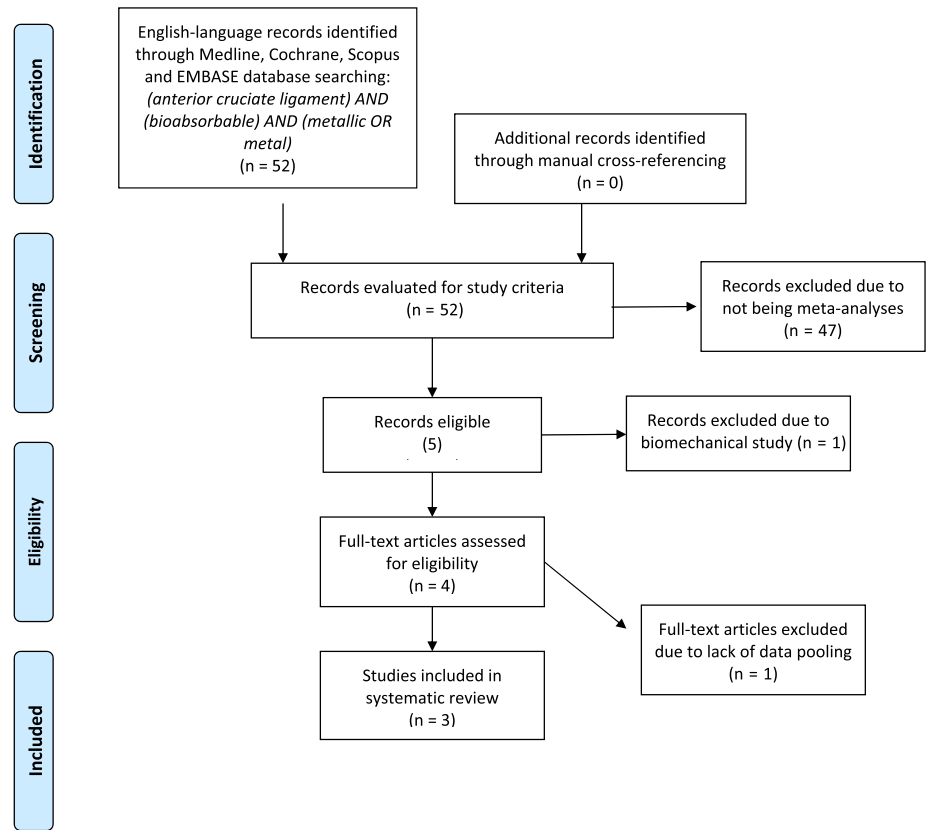 Identification
English-language records identified
through Medline, Cochrane, Scopus
and EMBASE database searching:
(anterior cruciate ligament) AND
(bioabsorbable) AND (metallic OR
metal)
(n = 52)
Additional records identified
through manual cross-referencing
(n = 0)
Screening
Records evaluated for study criteria
(n = 52)
Records excluded due to
not being meta-analyses
(n = 47)
Records eligible
(5)
Records excluded due to
biomechanical study (n = 1)
Eligibility
Full-text articles assessed
for eligibility
(n = 4)
Full-text articles excluded
due to lack of data pooling
(n = 1)
Included
Studies included in
systematic review
(n = 3)